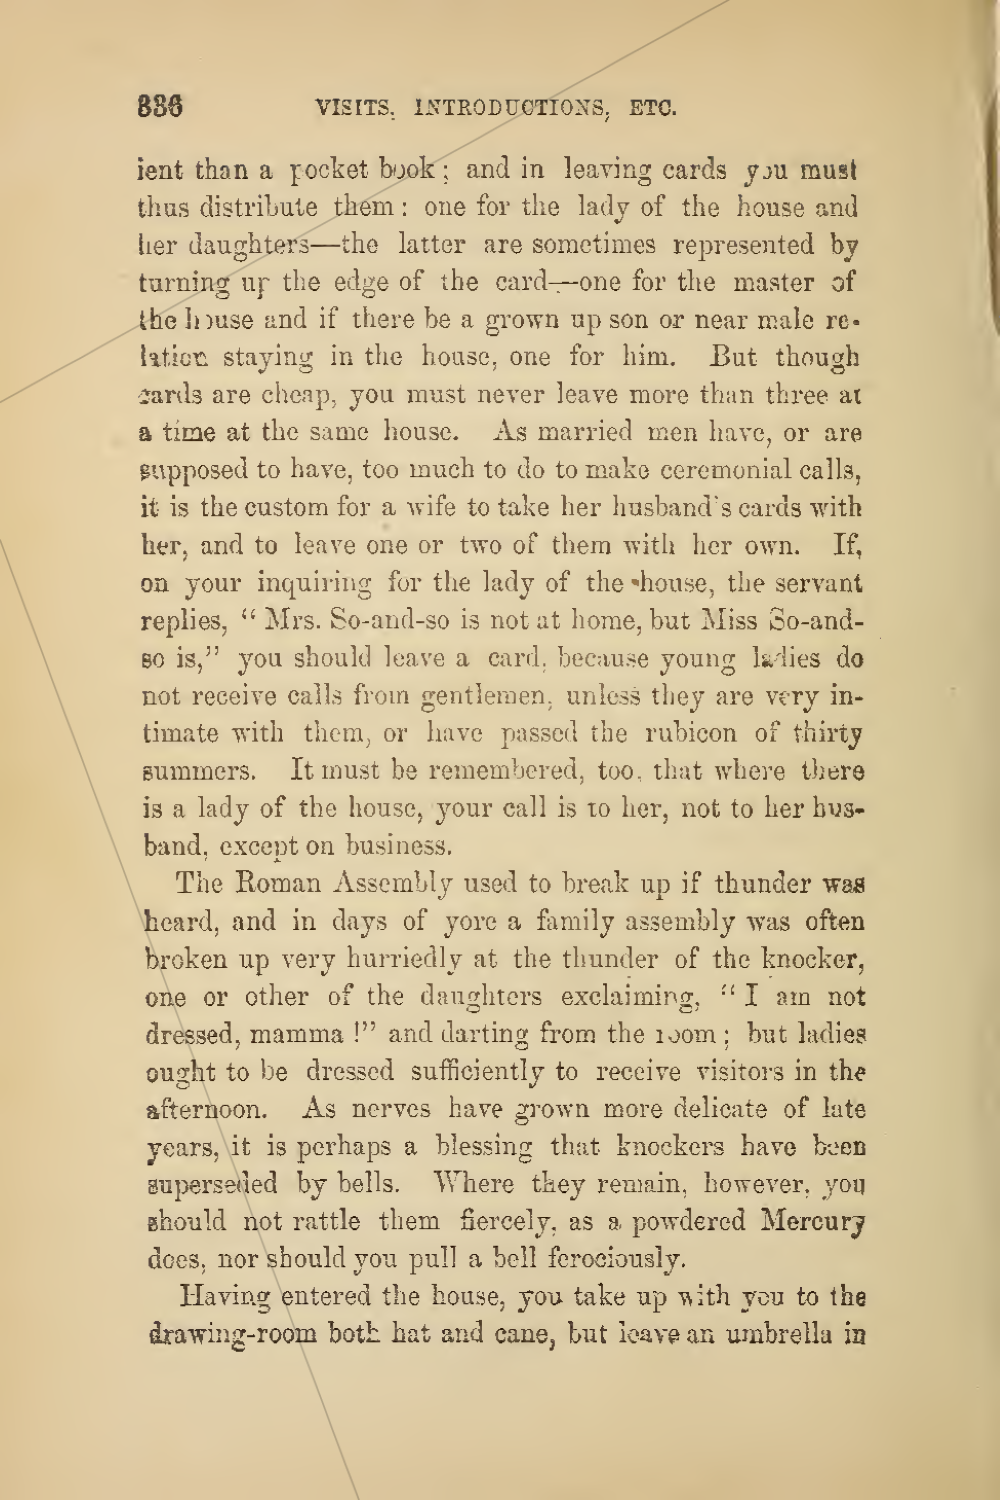 336 VISITS, INTRODUCTIONS, ETC.
ient than a pocket book; and in leaving cards you must
thus distribute them: one for the lady of the house and
her daughters—the latter are sometimes represented by
turning up the edge of the card—one for the master of
the house and if there be a grown up son or near male re-
lation staying in the house, one for him. But though
cards are cheap, you must never leave more than three at
a time at the same house. As married men have, or are
supposed to have, too much to do to make ceremonial calls,
it is the custom for a wife to take her husband's cards with
her, and to leave one or two of them with her own. If,
on your inquiring for the lady of the house, the servant
replies, "Mrs. So-and-so is not at home, but Miss So-and-
so is," you should leave a card, because young ladies do
not receive calls from gentlemen, unless they are very in-
timate with them, or have passed the rubicon of thirty
summers. It must be remembered, too, that where there
is a lady of the house, your call is to her, not to her hus-
band, except on business.
The Roman Assembly used to break up if thunder was
heard, and in days of yore a family assembly was often
broken up very hurriedly at the thunder of the knocker,
one or other of the daughters exclaiming, "I am not
dressed, mamma!" and darting from the room; but ladies
ought to be dressed sufficiently to receive visitors in the
afternoon. As nerves have grown more delicate of late
years, it is perhaps a blessing that knockers have been
superseded by bells. Where they remain, however, you
should not rattle them fiercely, as a powdered Mercury
does, nor should you pull a bell ferociously.
Having entered the house, you take up with you to the
drawing-room both hat and cane, but leave an umbrella in